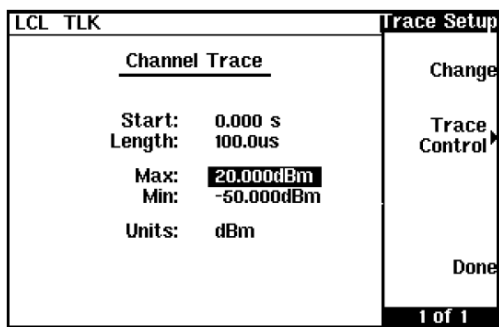 LCL TLK
Trace Setup
Channel Trace
Start: 0.000 s
Length: 100.0us
Max: 20.000dBm
Min: -50.000dBm
Units: dBm
Change
Trace
Control
Done
1 of 1